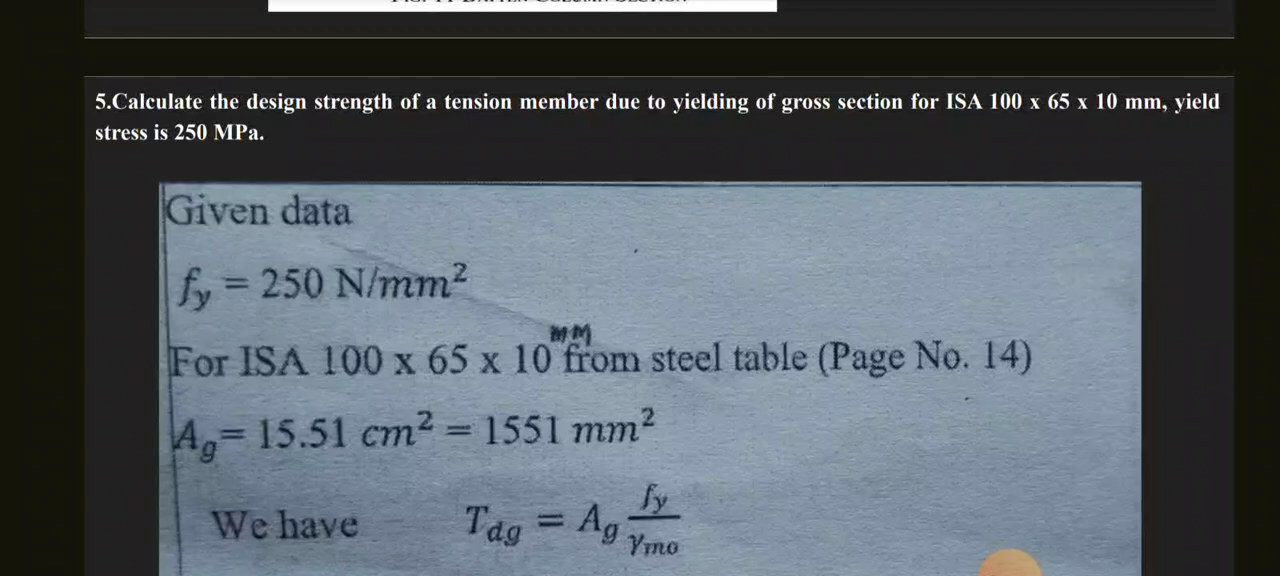 5.Calculate the design strength of a tension member due to yielding of gross section for ISA 100 x 65 x 10 mm, yield
stress is 250 MPa.
Given data
fy = 250 N/mm²
MM
For ISA 100 x 65 x 10 from steel table (Page No. 14)
Ag= 15.51 cm² = 1551 mm²
We have Tdg = Ag fy/γmo